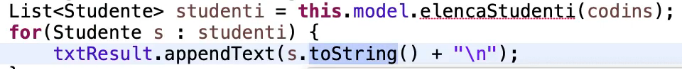 List<Studente> studenti = this.model.elencaStudenti(codins);
for(Studente s : studenti) {
txtResult.appendText(s.toString() + "\n");